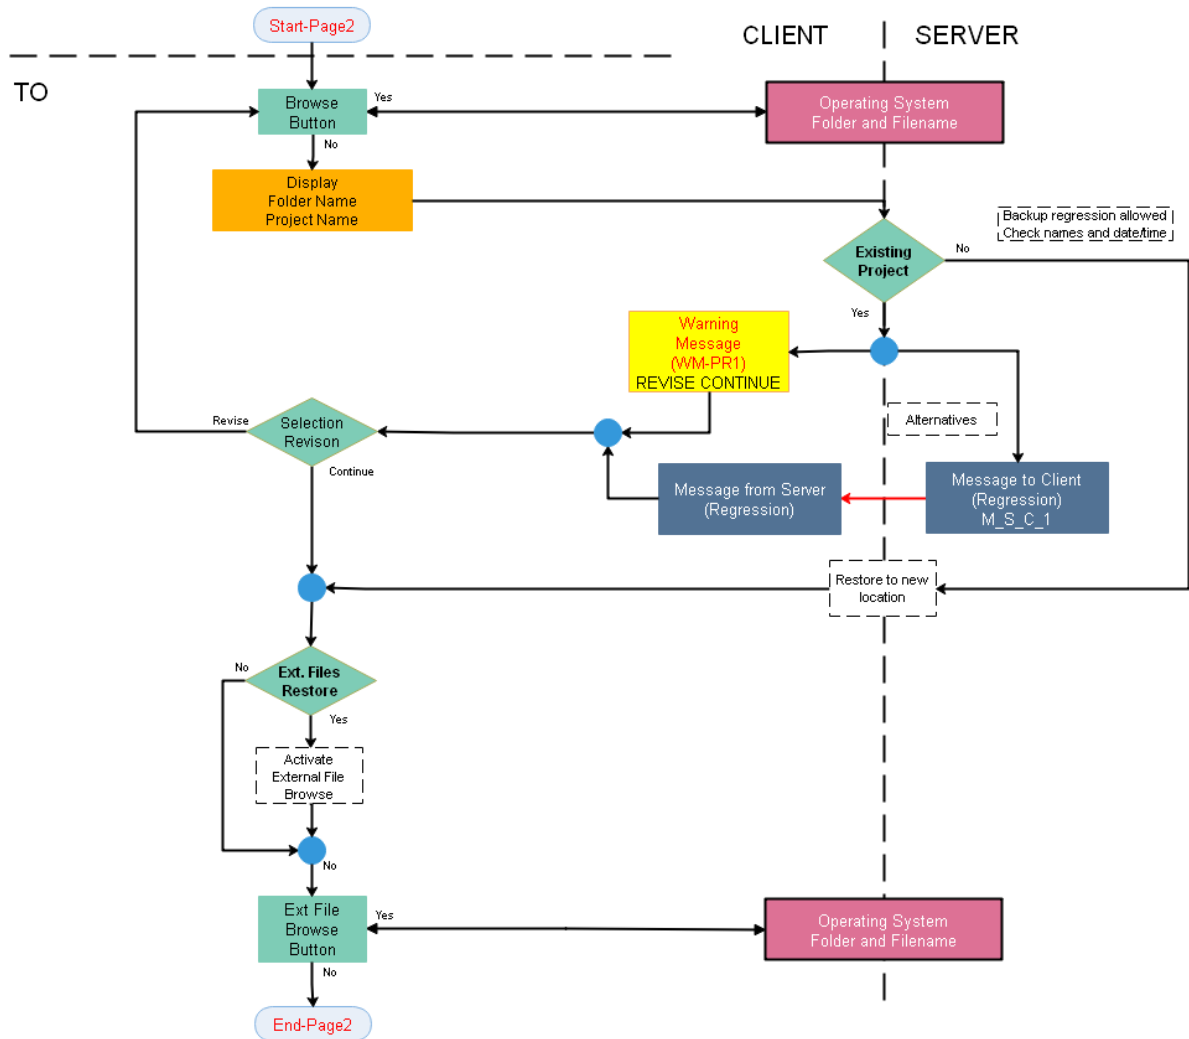 Start-Page2
CLIENT
SERVER
TO
Browse
Button
Yes
Operating System
Folder and Filename
No
Display
Folder Name
Project Name
Backup regression allowed
Check names and date/time
Existing
Project
No
Yes
Warning
Message
(WM-PR1)
REVISE CONTINUE
Alternatives
Revise
Selection
Revison
Continue
Message from Server
(Regression)
Message to Client
(Regression)
M_S_C_1
Restore to new
location
No
Ext. Files
Restore
Yes
Activate
External File
Browse
No
Ext File
Browse
Button
Yes
Operating System
Folder and Filename
No
End-Page2